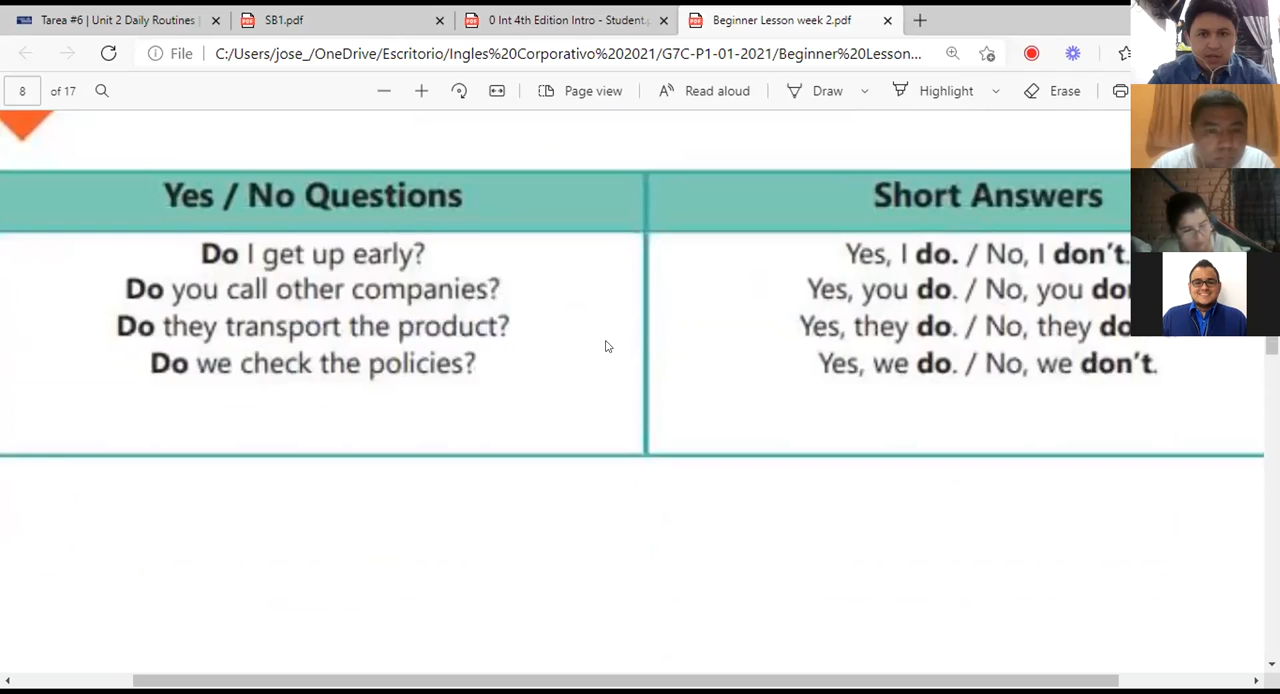 Tarea #6 | Unit 2 Daily Routines
SB1.pdf
0 Int 4th Edition Intro - Student.
Beginner Lesson week 2.pdf
File
C:/Users/jose_/OneDrive/Escritorio/Ingles%20Corporativo%202021/G7C-P1-01-2021/Beginner%20Lesson...
8 of 17
Page view
Read aloud
Draw
Highlight
Erase
Yes / No Questions
Short Answers
Do I get up early?
Yes, I do. / No, I don't.
Do you call other companies?
Yes, you do. / No, you
Do they transport the product?
Yes, they do. / No, they
Do we check the policies?
Yes, we do. / No, we don't.